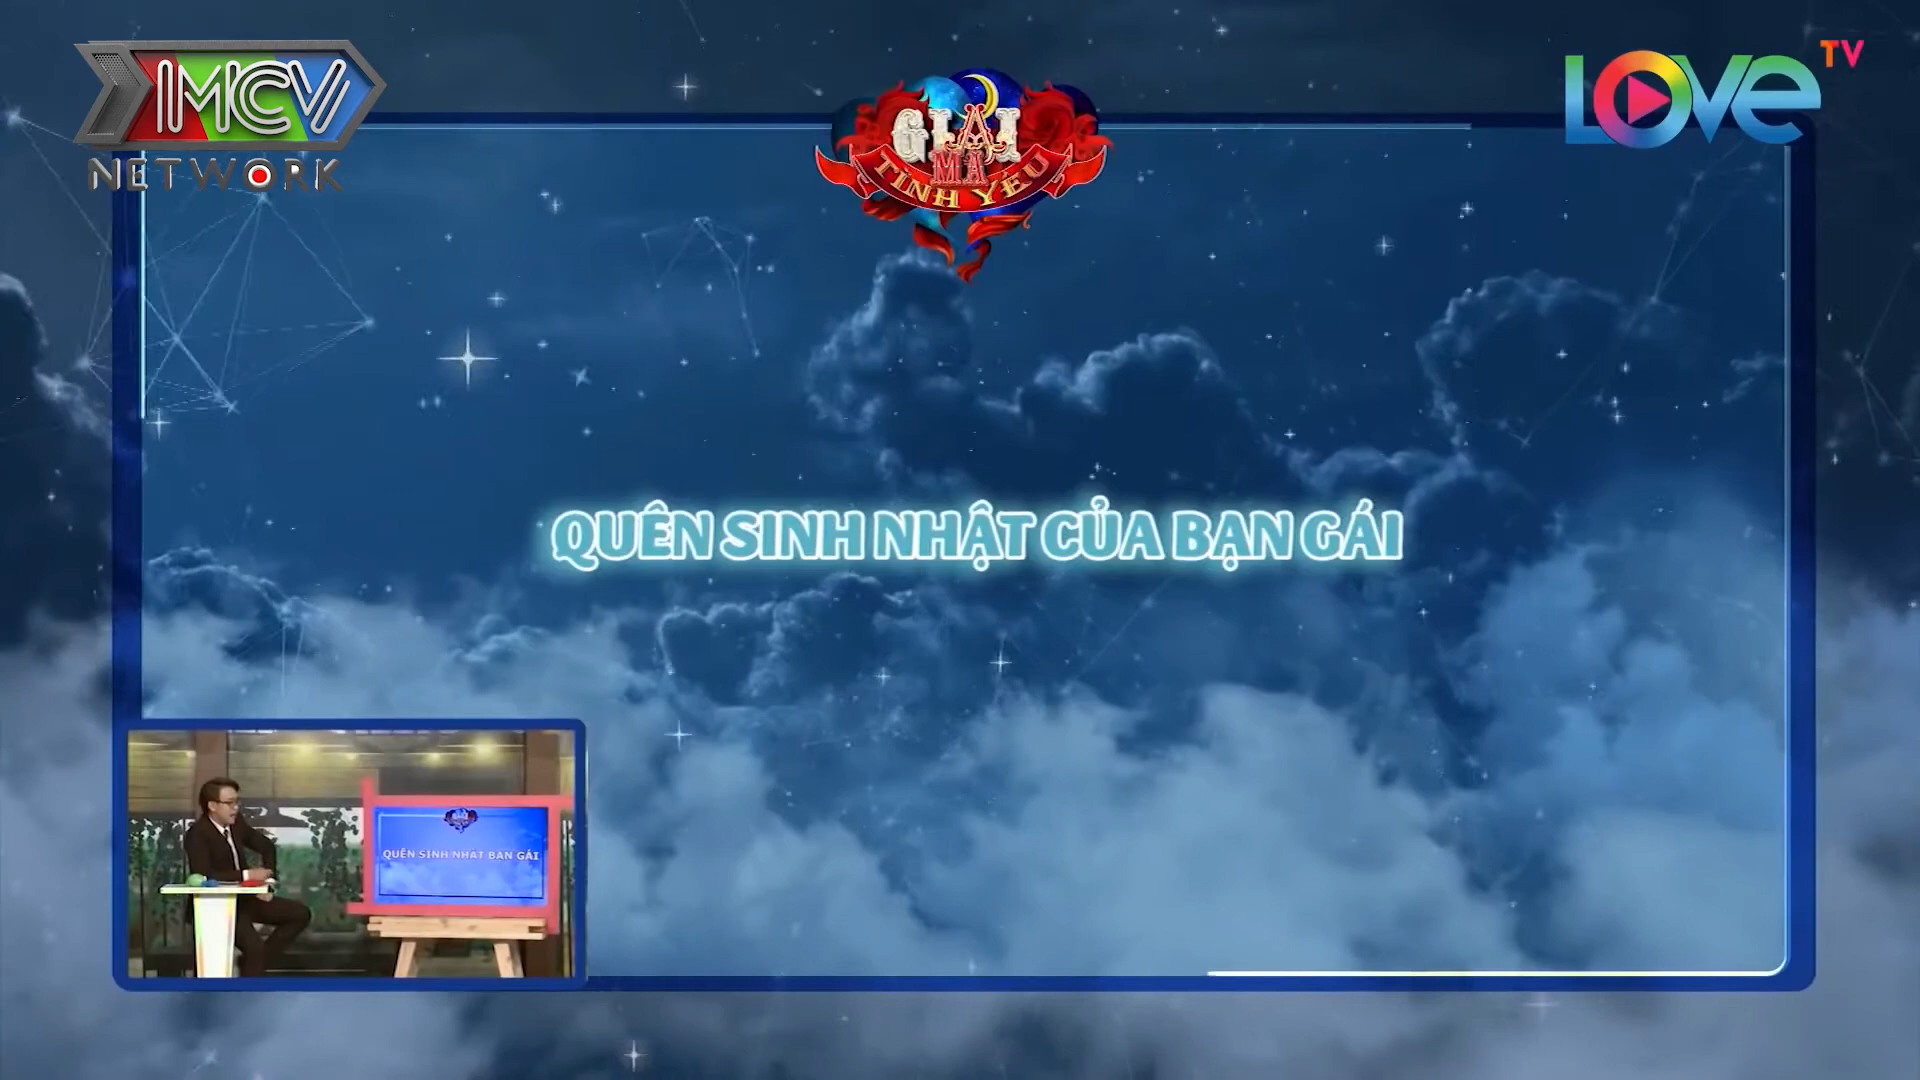 MCV
NETWORK
LOVE TV
GIẢI
MÃ
TÌNH YÊU
QUÊN SINH NHẬT CỦA BẠN GÁI
QUÊN SINH NHẬT BẠN GÁI